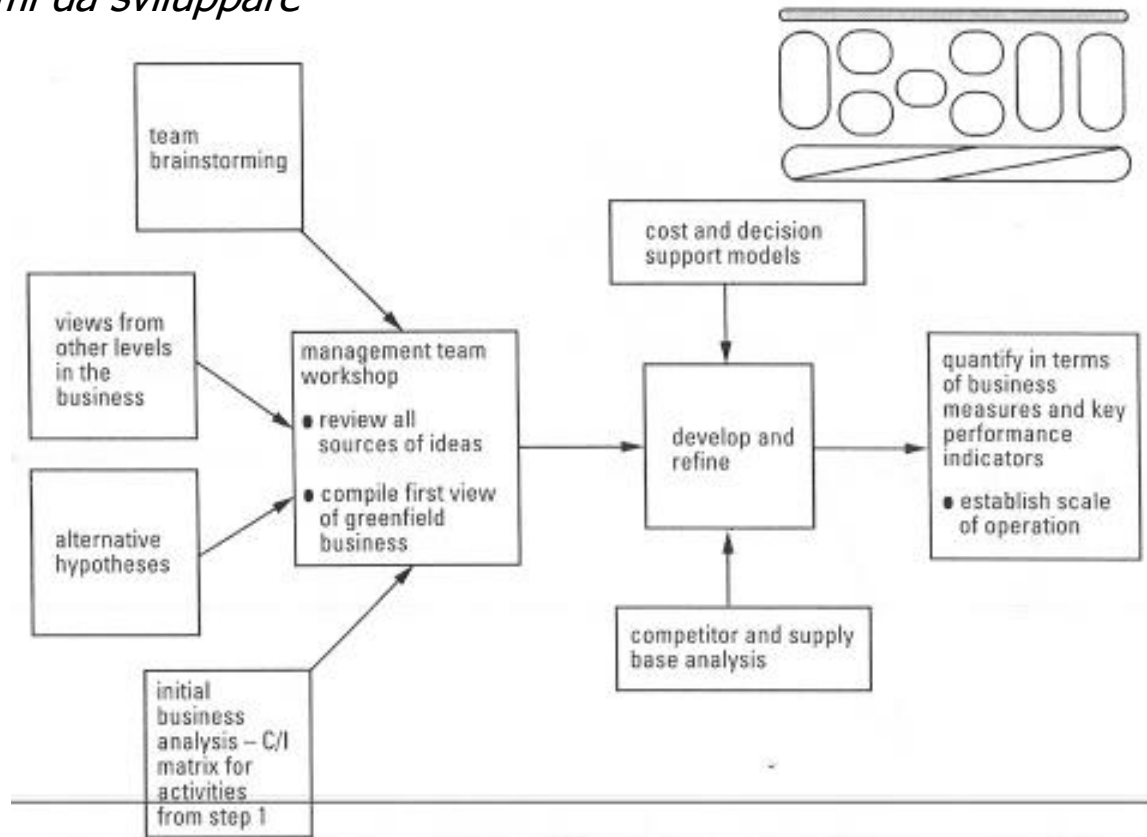 da sviluppare
team
brainstorming
cost and decision
support models
views from
other levels
in the
business
management team
workshop
• review all
sources of ideas
• compile first view
of greenfield
business
develop and
refine
quantify in terms
of business
measures and key
performance
indicators
• establish scale
of operation
alternative
hypotheses
competitor and supply
base analysis
initial
business
analysis – C/I
matrix for
activities
from step 1